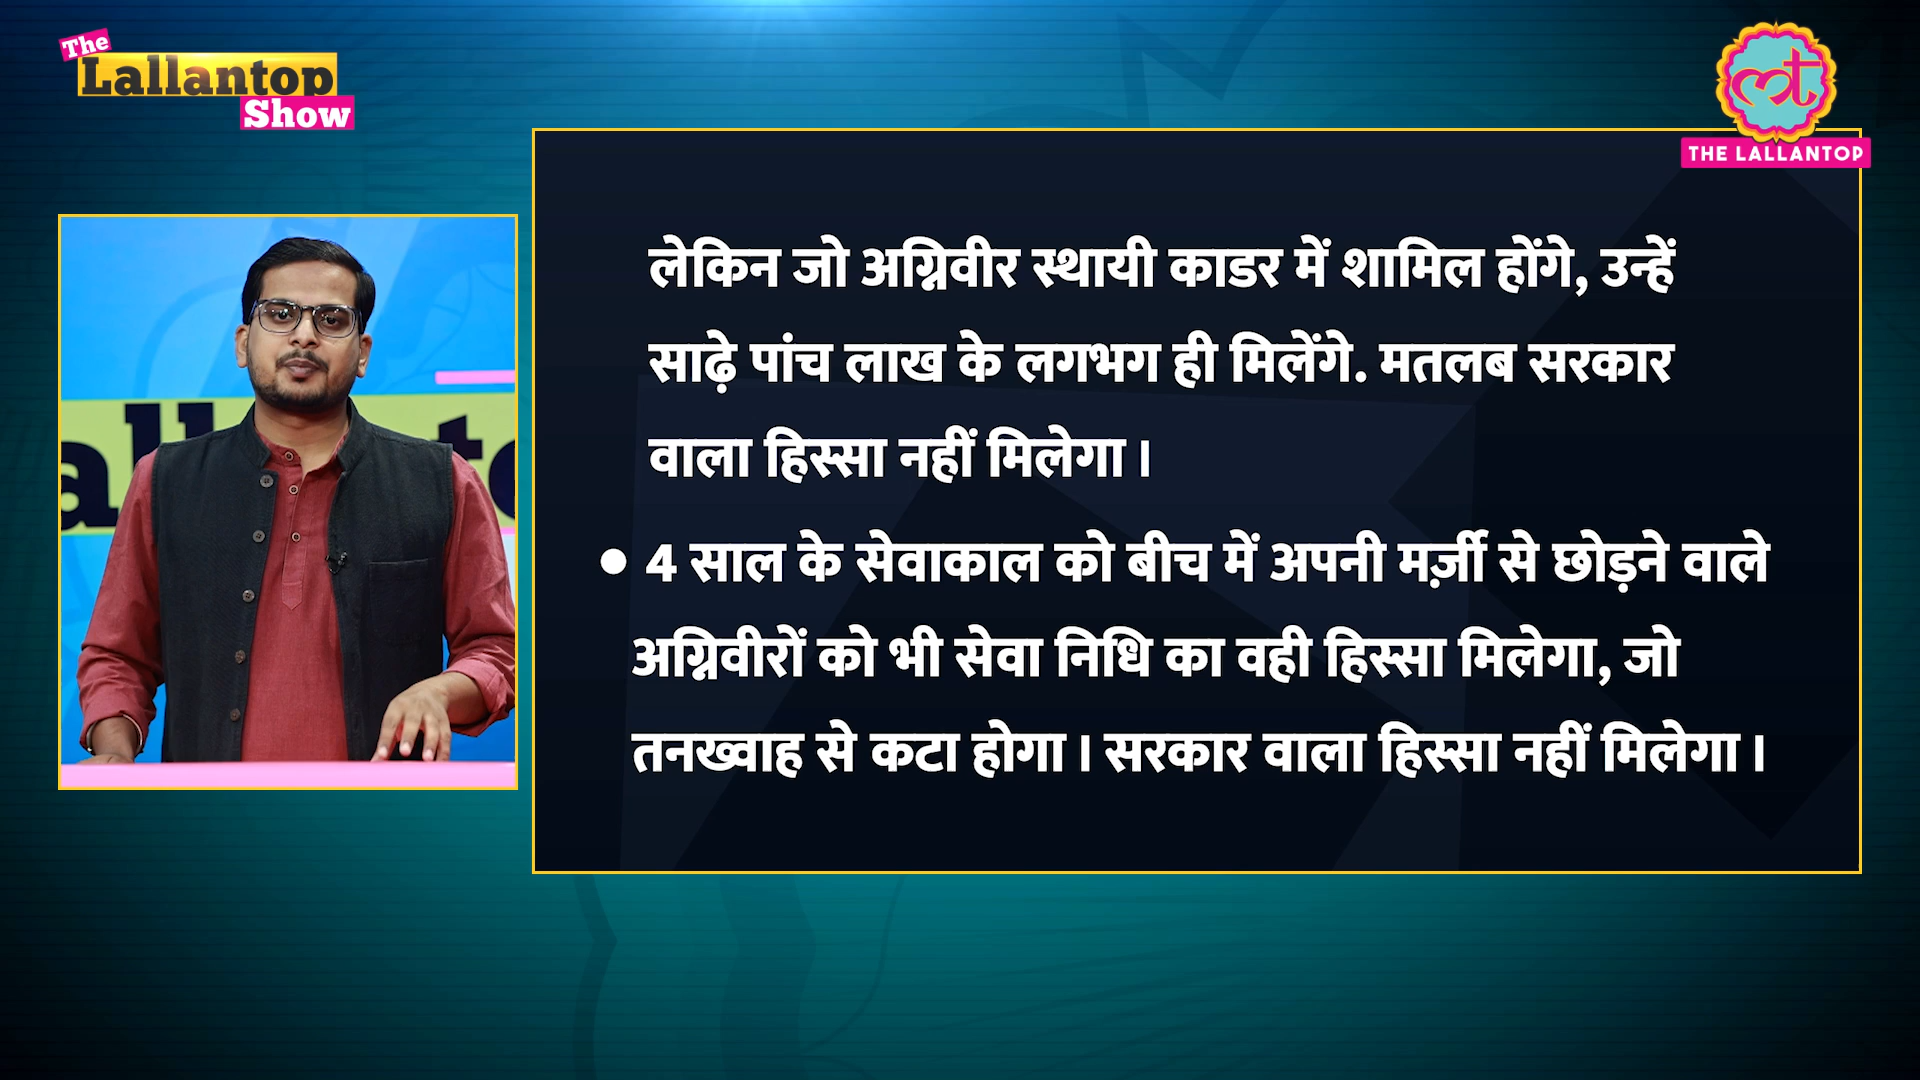 The
Lallantop
Show
THE LALLANTOP
लेकिन जो अग्निवीर स्थायी काडर में शामिल होंगे, उन्हें
साढ़े पांच लाख के लगभग ही मिलेंगे. मतलब सरकार
वाला हिस्सा नहीं मिलेगा।
● 4 साल के सेवाकाल को बीच में अपनी मर्ज़ी से छोड़ने वाले
अग्निवीरों को भी सेवा निधि का वही हिस्सा मिलेगा, जो
तनख्वाह से कटा होगा। सरकार वाला हिस्सा नहीं मिलेगा।